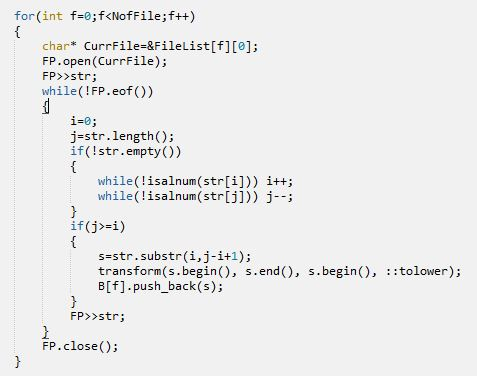 for(int f=0;f<NofFile;f++)
{
    char* CurrFile=&FileList[f][0];
    FP.open(CurrFile);
    FP>>str;
    while(!FP.eof())
    {
        i=0;
        j=str.length();
        if(!str.empty())
        {
            while(!isalnum(str[i])) i++;
            while(!isalnum(str[j])) j--;
        }
        if(j>=i)
        {
            s=str.substr(i,j-i+1);
            transform(s.begin(), s.end(), s.begin(), ::tolower);
            B[f].push_back(s);
        }
        FP>>str;
    }
    FP.close();
}